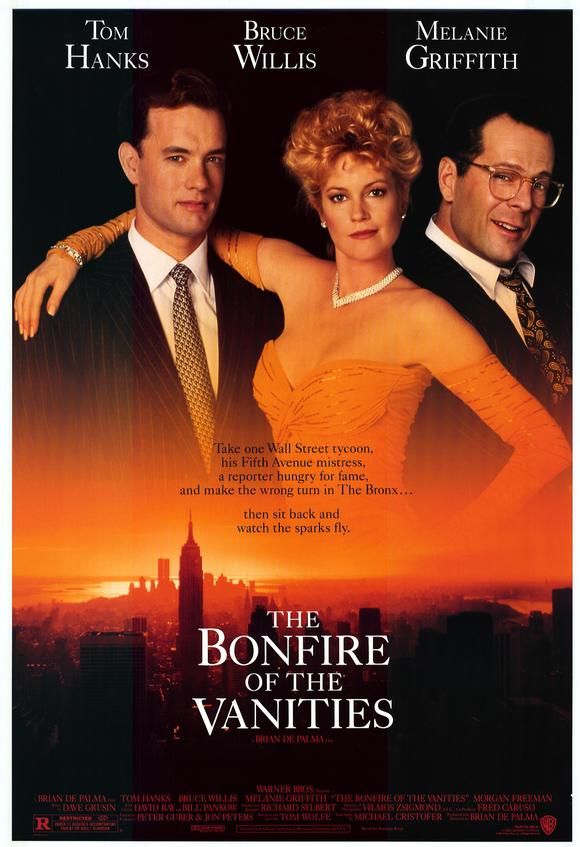 TOM HANKS
BRUCE WILLIS
MELANIE GRIFFITH
Take one Wall Street tycoon,
his Fifth Avenue mistress,
a reporter hungry for fame,
and make the wrong turn in The Bronx...
then sit back and
watch the sparks fly.
THE
BONFIRE
OF THE
VANITIES
BRIAN DE PALMA
WARNER BROS.
BRIAN DE PALMA TOM HANKS BRUCE WILLIS MELANIE GRIFFITH "THE BONFIRE OF THE VANITIES" MORGAN FREEMAN
DAVE GRUSIN DAVID RAY BILL PANKOW RICHARD SYLBERT VILMOS ZSIGMOND FRED CARUSO
PETER GUBER & JON PETERS TOM WOLFE MICHAEL CRISTOFER BRIAN DE PALMA
R RESTRICTED